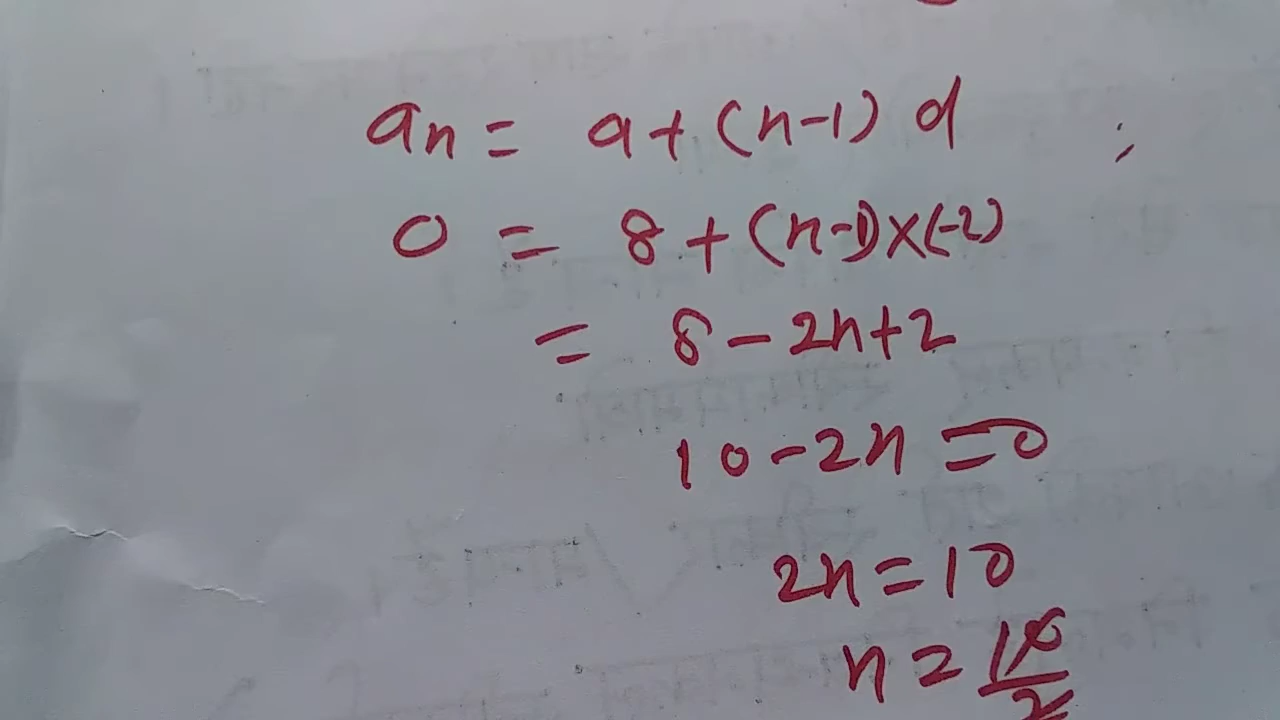 an = a + (n-1) d ;
0 = 8 + (n-1)×(-2)
= 8 - 2n+2
10-2n = 0
2n = 10
n = 10/2